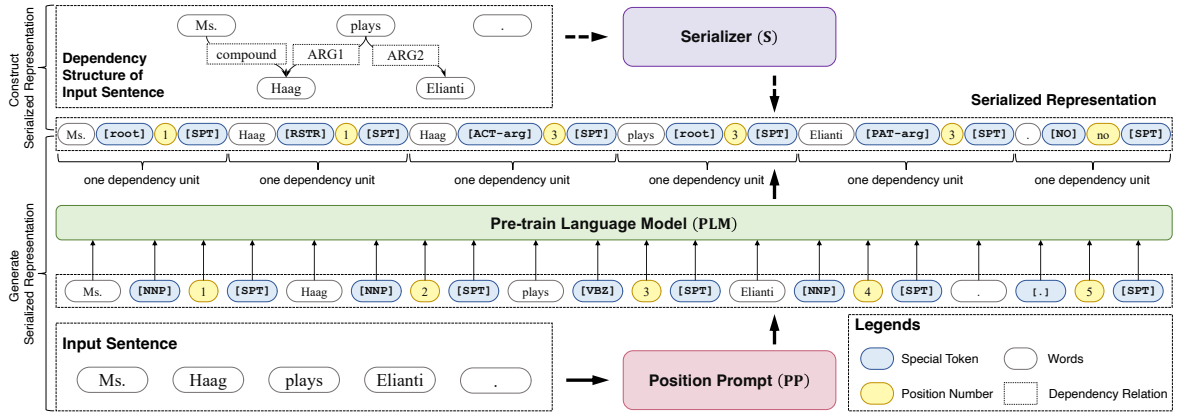 Construct
Serialized Representation
Ms. plays .
compound ARG1 ARG2
Haag Elianti
Dependency
Structure of
Input Sentence
Serializer (S)
Serialized Representation
Ms. [root] 1 [SPT] Haag [RSTR] 1 [SPT] Haag [ACT-arg] 3 [SPT] plays [root] 3 [SPT] Elianti [PAT-arg] 3 [SPT] . [NO] no [SPT]
one dependency unit one dependency unit one dependency unit one dependency unit one dependency unit one dependency unit
Generate
Serialized Representation
Pre-train Language Model (PLM)
Ms. [NNP] 1 [SPT] Haag [NNP] 2 [SPT] plays [VBZ] 3 [SPT] Elianti [NNP] 4 [SPT] . [.] 5 [SPT]
Input Sentence
Ms. Haag plays Elianti .
Position Prompt (PP)
Legends
Special Token Words
Position Number Dependency Relation